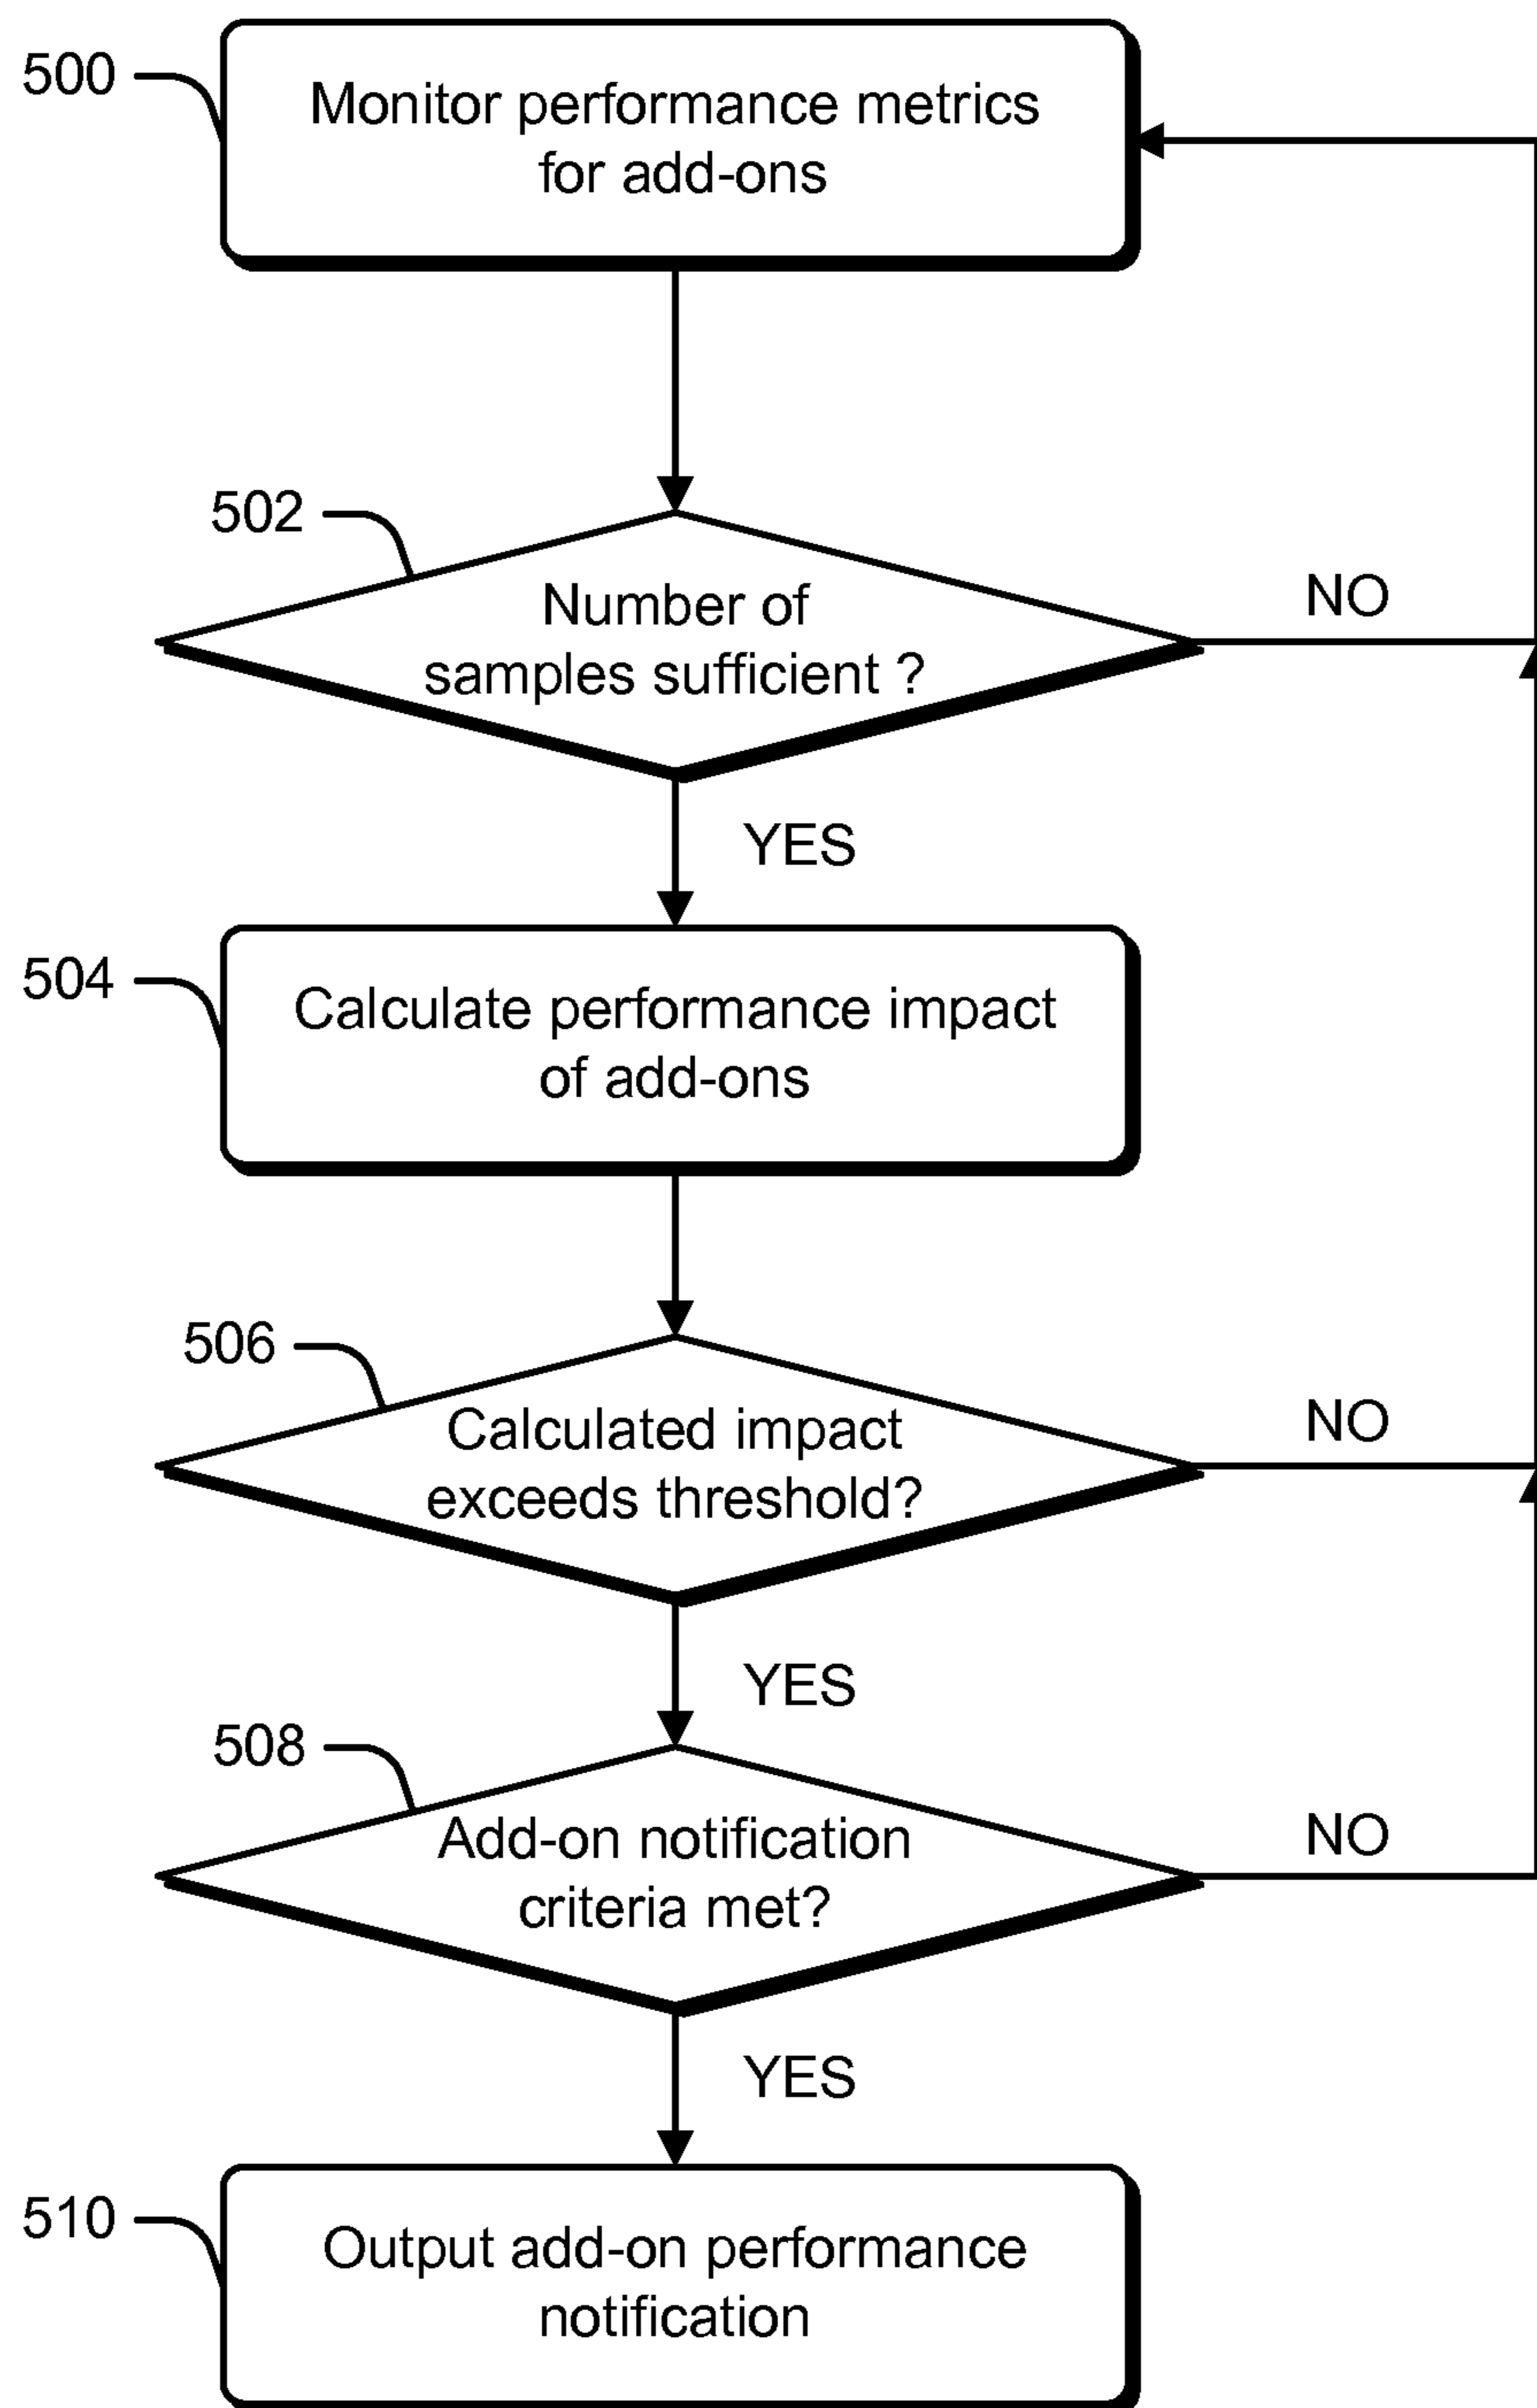 500
Monitor performance metrics
for add-ons
502
Number of
samples sufficient ?
NO
YES
504
Calculate performance impact
of add-ons
506
Calculated impact
exceeds threshold?
NO
YES
508
Add-on notification
criteria met?
NO
YES
510
Output add-on performance
notification